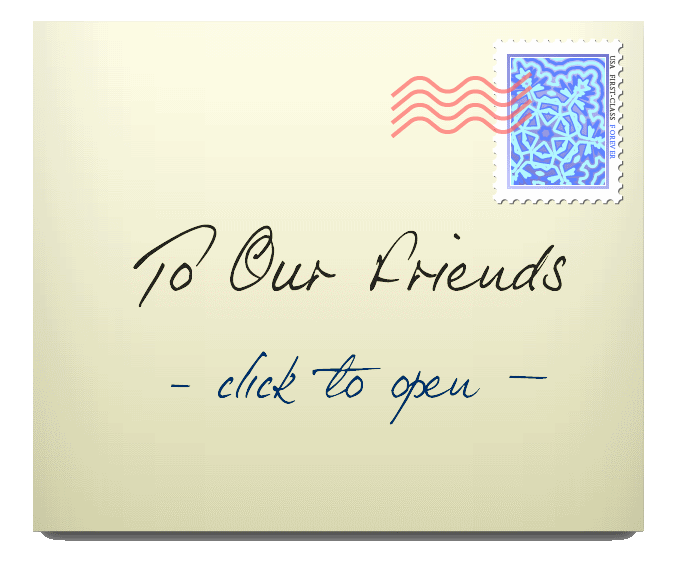 USA FIRST-CLASS FOREVER
To Our Friends
- click to open -